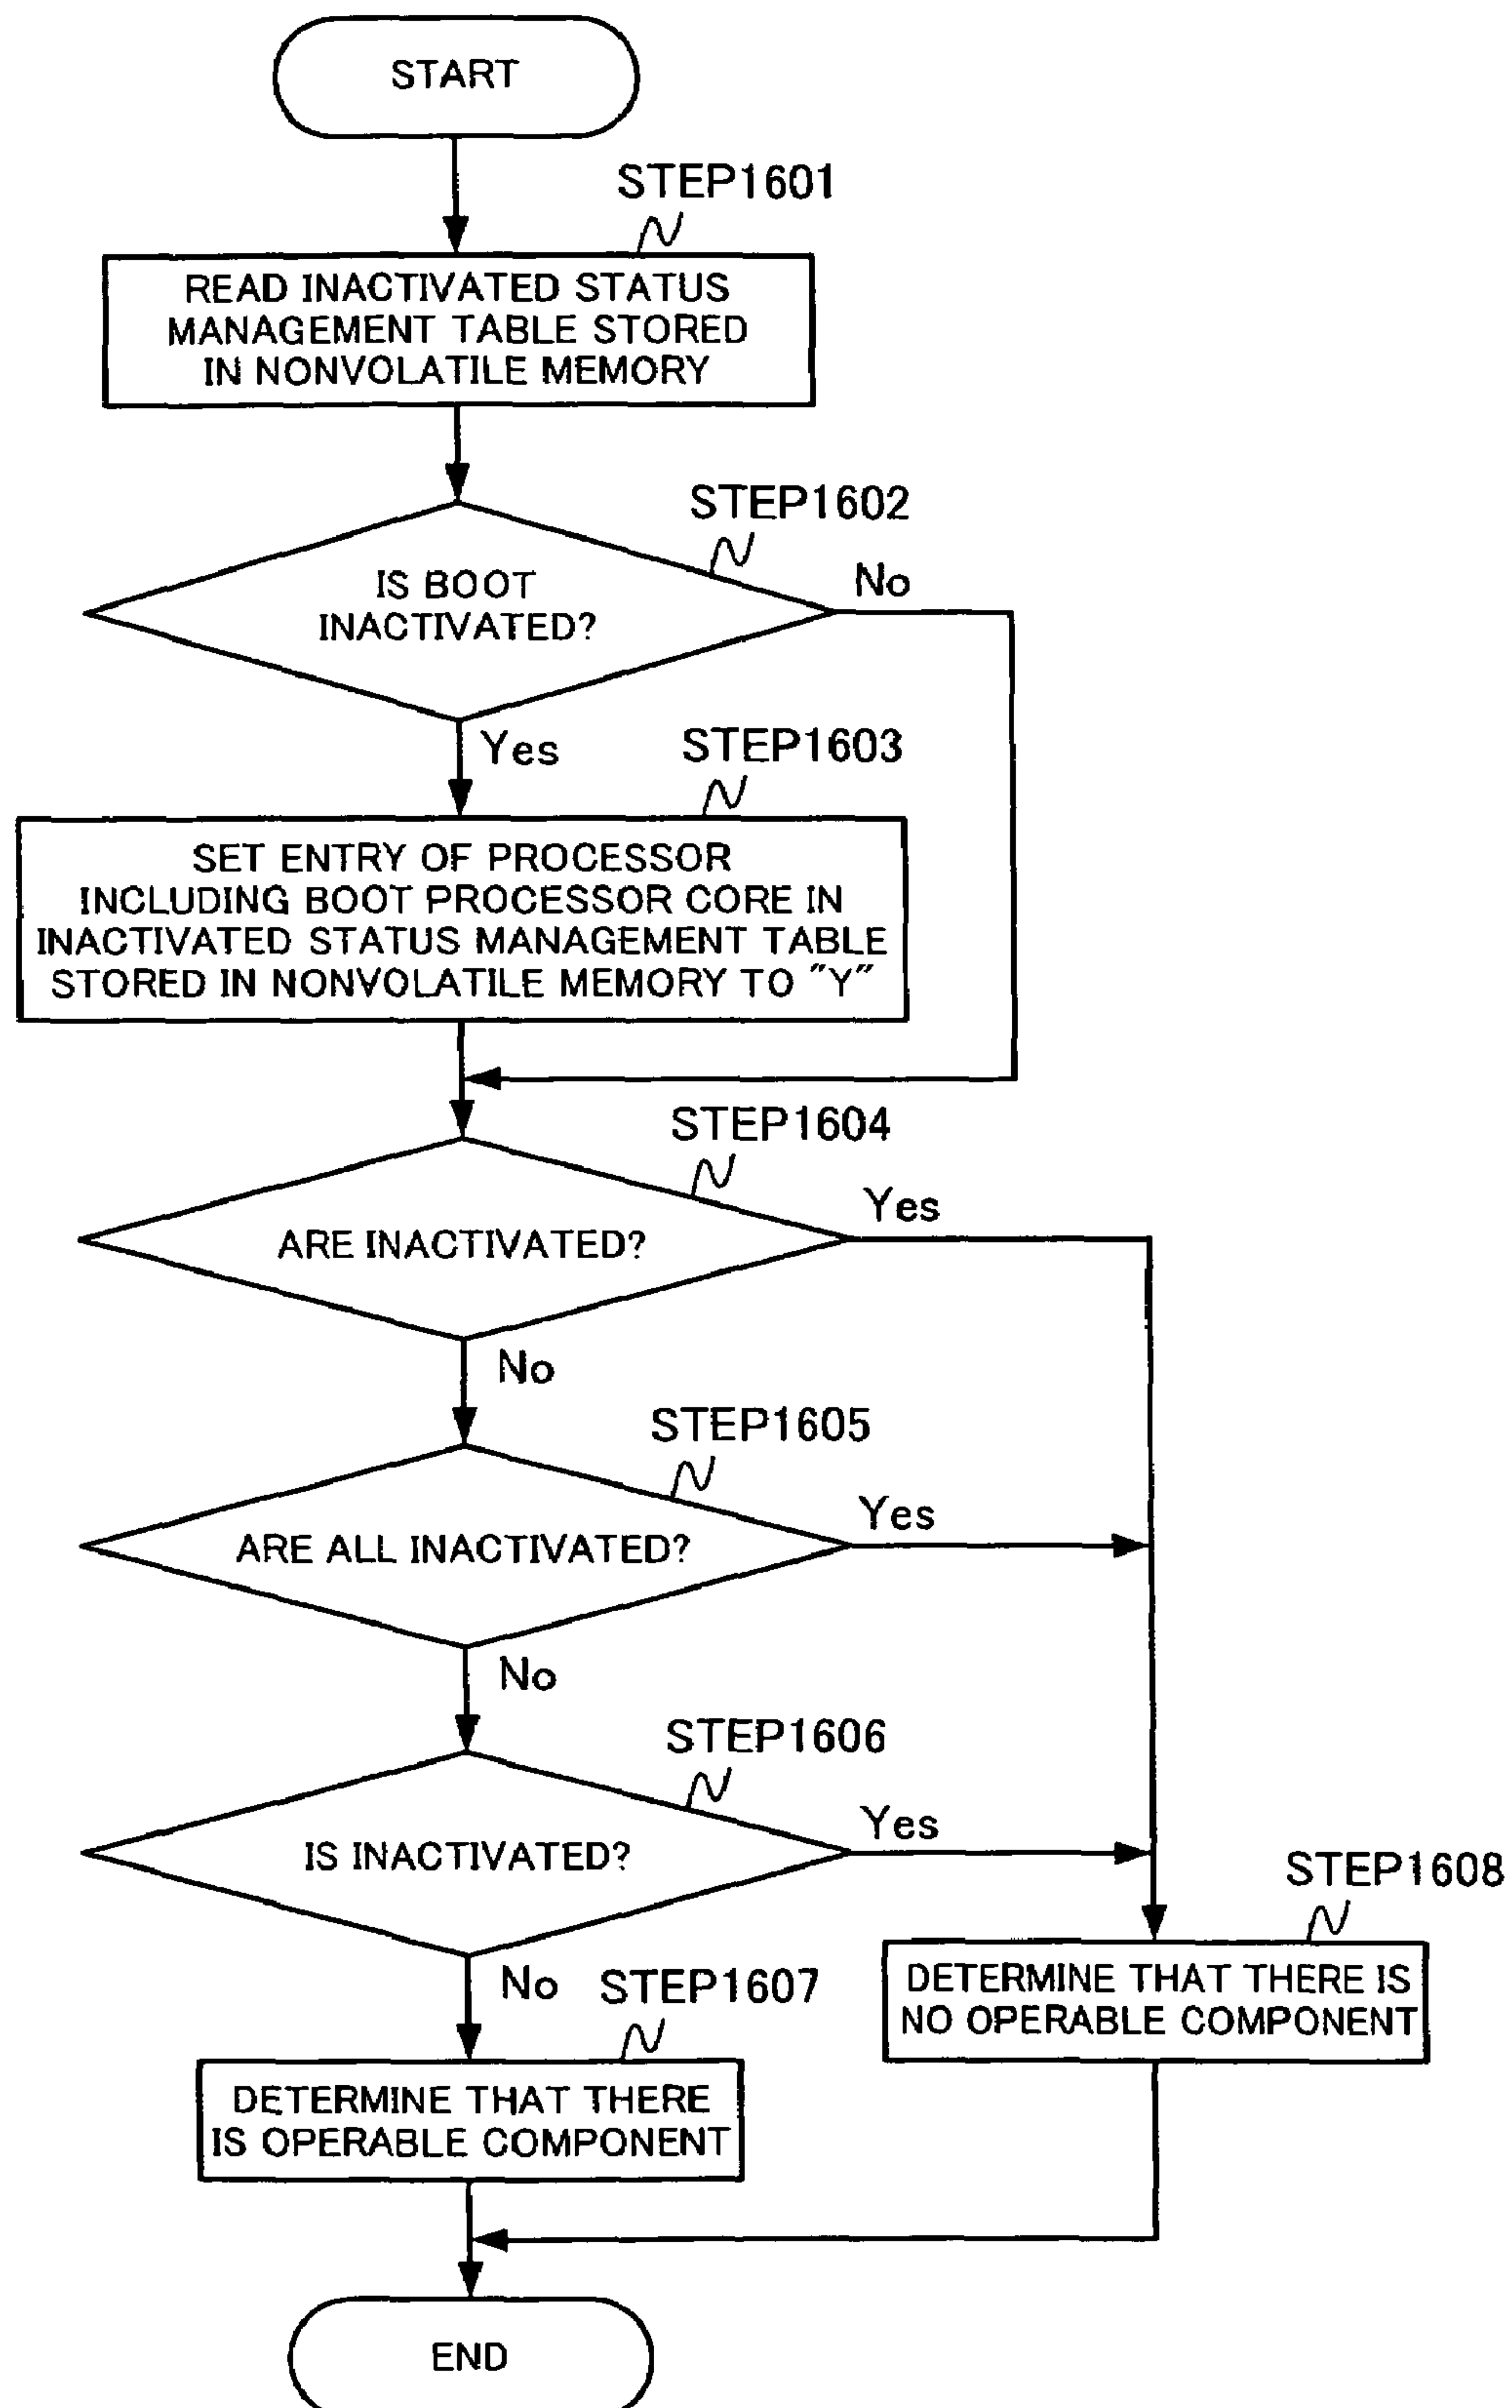 START
STEP1601
READ INACTIVATED STATUS
MANAGEMENT TABLE STORED
IN NONVOLATILE MEMORY
STEP1602
IS BOOT
INACTIVATED?
No
Yes
STEP1603
SET ENTRY OF PROCESSOR
INCLUDING BOOT PROCESSOR CORE IN
INACTIVATED STATUS MANAGEMENT TABLE
STORED IN NONVOLATILE MEMORY TO "Y"
STEP1604
ARE INACTIVATED?
Yes
No
STEP1605
ARE ALL INACTIVATED?
Yes
No
STEP1606
IS INACTIVATED?
Yes
No
STEP1608
DETERMINE THAT THERE IS
NO OPERABLE COMPONENT
STEP1607
DETERMINE THAT THERE
IS OPERABLE COMPONENT
END